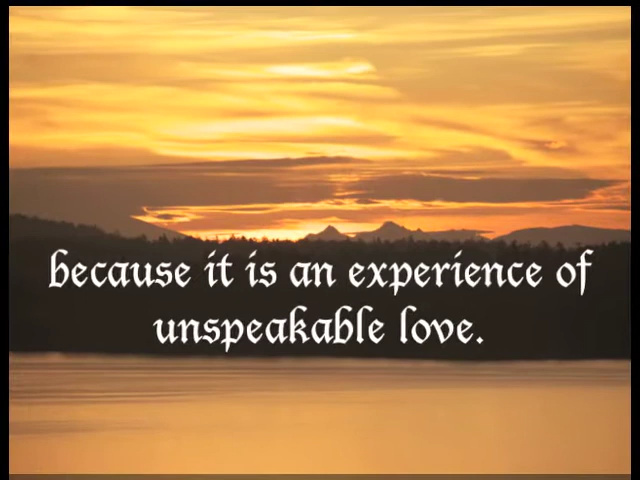 because it is an experience of
unspeakable love.